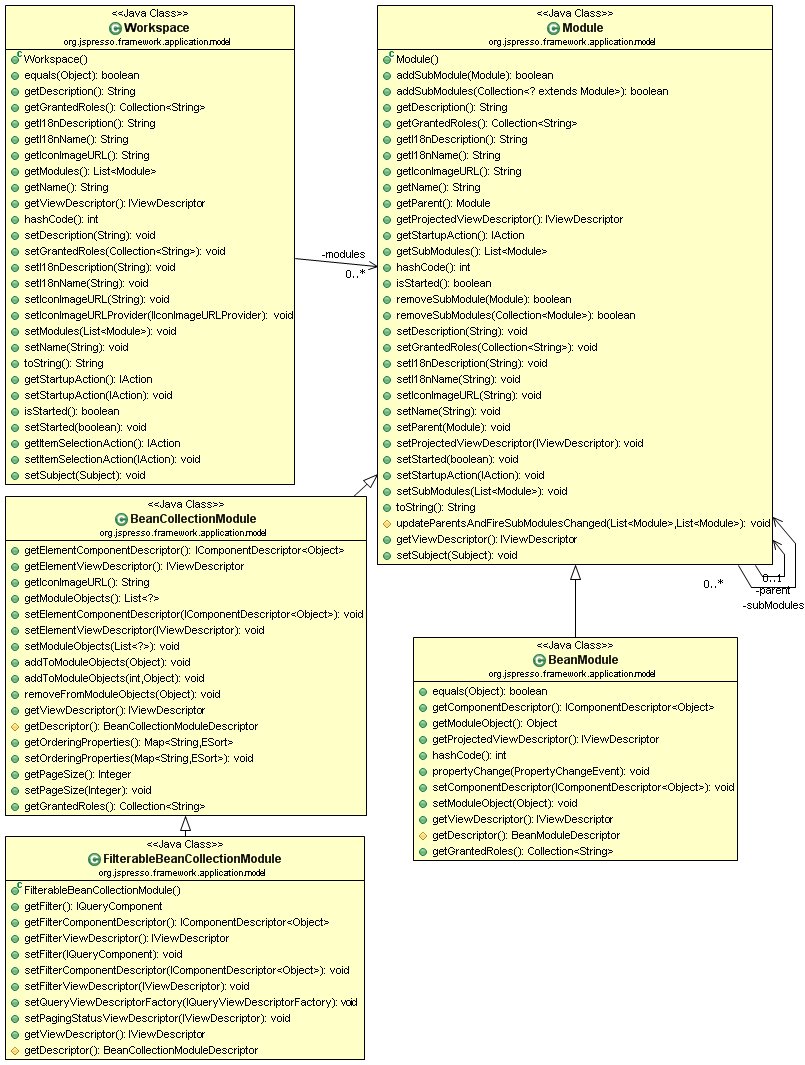 <<Java Class>>
Workspace
org.jspresso.framework.application.model
Workspace()
equals(Object): boolean
getDescription(): String
getGrantedRoles(): Collection<String>
getI18nDescription(): String
getI18nName(): String
getIconImageURL(): String
getModules(): List<Module>
getName(): String
getViewDescriptor(): IViewDescriptor
hashCode(): int
setDescription(String): void
setGrantedRoles(Collection<String>): void
setI18nDescription(String): void
setI18nName(String): void
setIconImageURL(String): void
setIconImageURLProvider(IIconImageURLProvider): void
setModules(List<Module>): void
setName(String): void
toString(): String
getStartupAction(): IAction
setStartupAction(IAction): void
isStarted(): boolean
setStarted(boolean): void
getItemSelectionAction(): IAction
setItemSelectionAction(IAction): void
setSubject(Subject): void
-modules
0..*
<<Java Class>>
Module
org.jspresso.framework.application.model
Module()
addSubModule(Module): boolean
addSubModules(Collection<? extends Module>): boolean
getDescription(): String
getGrantedRoles(): Collection<String>
getI18nDescription(): String
getI18nName(): String
getIconImageURL(): String
getName(): String
getParent(): Module
getProjectedViewDescriptor(): IViewDescriptor
getStartupAction(): IAction
getSubModules(): List<Module>
hashCode(): int
isStarted(): boolean
removeSubModule(Module): boolean
removeSubModules(Collection<Module>): boolean
setDescription(String): void
setGrantedRoles(Collection<String>): void
setI18nDescription(String): void
setI18nName(String): void
setIconImageURL(String): void
setName(String): void
setParent(Module): void
setProjectedViewDescriptor(IViewDescriptor): void
setStarted(boolean): void
setStartupAction(IAction): void
setSubModules(List<Module>): void
toString(): String
updateParentsAndFireSubModulesChanged(List<Module>,List<Module>): void
getViewDescriptor(): IViewDescriptor
setSubject(Subject): void
0..*
0..1
-parent
-subModules
<<Java Class>>
BeanCollectionModule
org.jspresso.framework.application.model
getElementComponentDescriptor(): IComponentDescriptor<Object>
getElementViewDescriptor(): IViewDescriptor
getIconImageURL(): String
getModuleObjects(): List<?>
setElementComponentDescriptor(IComponentDescriptor<Object>): void
setElementViewDescriptor(IViewDescriptor): void
setModuleObjects(List<?>): void
addToModuleObjects(Object): void
addToModuleObjects(int,Object): void
removeFromModuleObjects(Object): void
getViewDescriptor(): IViewDescriptor
getDescriptor(): BeanCollectionModuleDescriptor
getOrderingProperties(): Map<String,ESort>
setOrderingProperties(Map<String,ESort>): void
getPageSize(): Integer
setPageSize(Integer): void
getGrantedRoles(): Collection<String>
<<Java Class>>
BeanModule
org.jspresso.framework.application.model
equals(Object): boolean
getComponentDescriptor(): IComponentDescriptor<Object>
getModuleObject(): Object
getProjectedViewDescriptor(): IViewDescriptor
hashCode(): int
propertyChange(PropertyChangeEvent): void
setComponentDescriptor(IComponentDescriptor<Object>): void
setModuleObject(Object): void
getViewDescriptor(): IViewDescriptor
getDescriptor(): BeanModuleDescriptor
getGrantedRoles(): Collection<String>
<<Java Class>>
FilterableBeanCollectionModule
org.jspresso.framework.application.model
FilterableBeanCollectionModule()
getFilter(): IQueryComponent
getFilterComponentDescriptor(): IComponentDescriptor<Object>
getFilterViewDescriptor(): IViewDescriptor
setFilter(IQueryComponent): void
setFilterComponentDescriptor(IComponentDescriptor<Object>): void
setFilterViewDescriptor(IViewDescriptor): void
setQueryViewDescriptorFactory(IQueryViewDescriptorFactory): void
setPagingStatusViewDescriptor(IViewDescriptor): void
getViewDescriptor(): IViewDescriptor
getDescriptor(): BeanCollectionModuleDescriptor